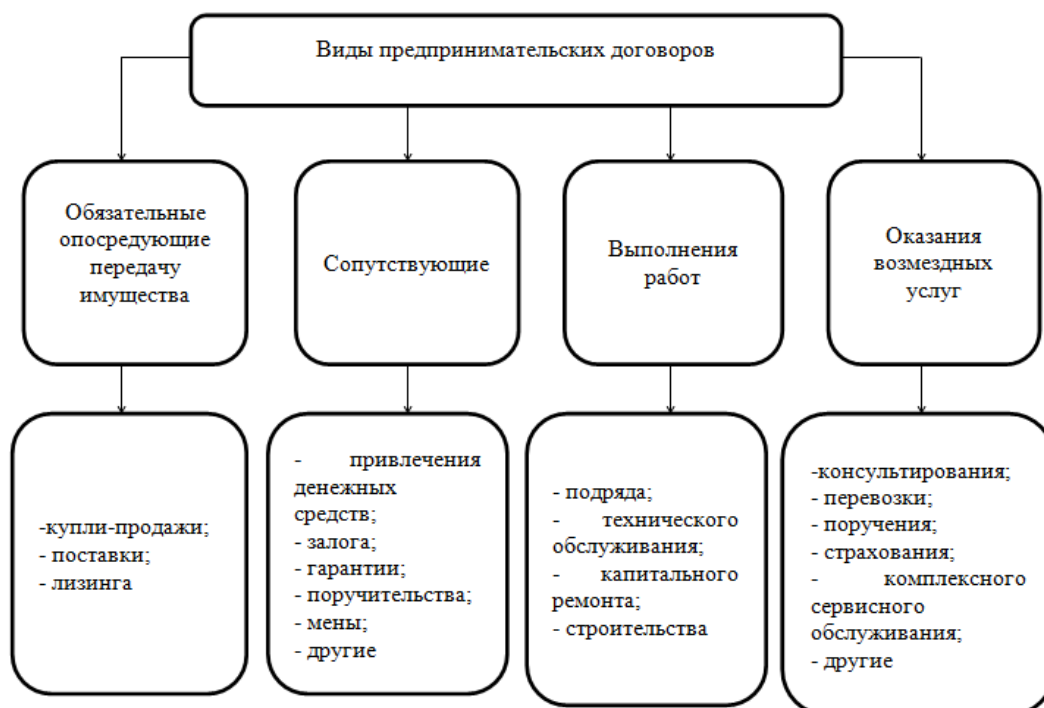 Виды предпринимательских договоров
Обязательные
опосредующие
передачу
имущества
Сопутствующие
Выполнения
работ
Оказания
возмездных
услуг
-купли-продажи;
- поставки;
- лизинга
- привлечения
денежных
средств;
- залога;
- гарантии;
- поручительства;
- мены;
- другие
- подряда;
- технического
обслуживания;
- капитального
ремонта;
- строительства
-консультирования;
- перевозки;
- поручения;
- страхования;
- комплексного
сервисного
обслуживания;
- другие